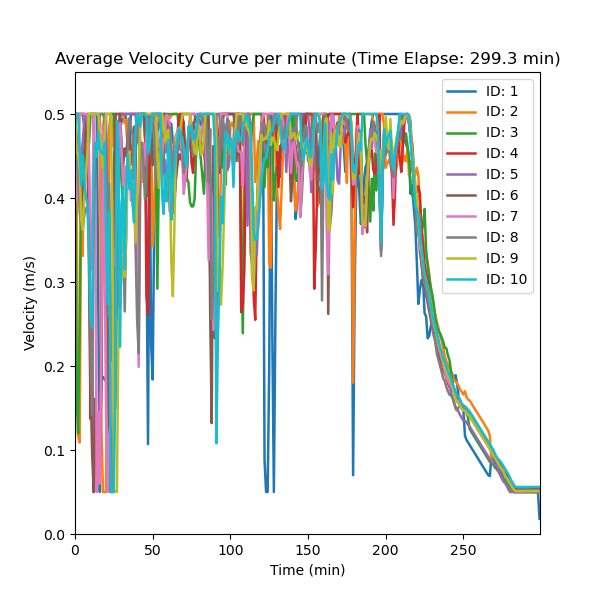 Average Velocity Curve per minute (Time Elapse: 299.3 min)
ID: 1
ID: 2
ID: 3
ID: 4
ID: 5
ID: 6
ID: 7
ID: 8
ID: 9
ID: 10
Velocity (m/s)
0.5
0.4
0.3
0.2
0.1
0.0
0 50 100 150 200 250
Time (min)